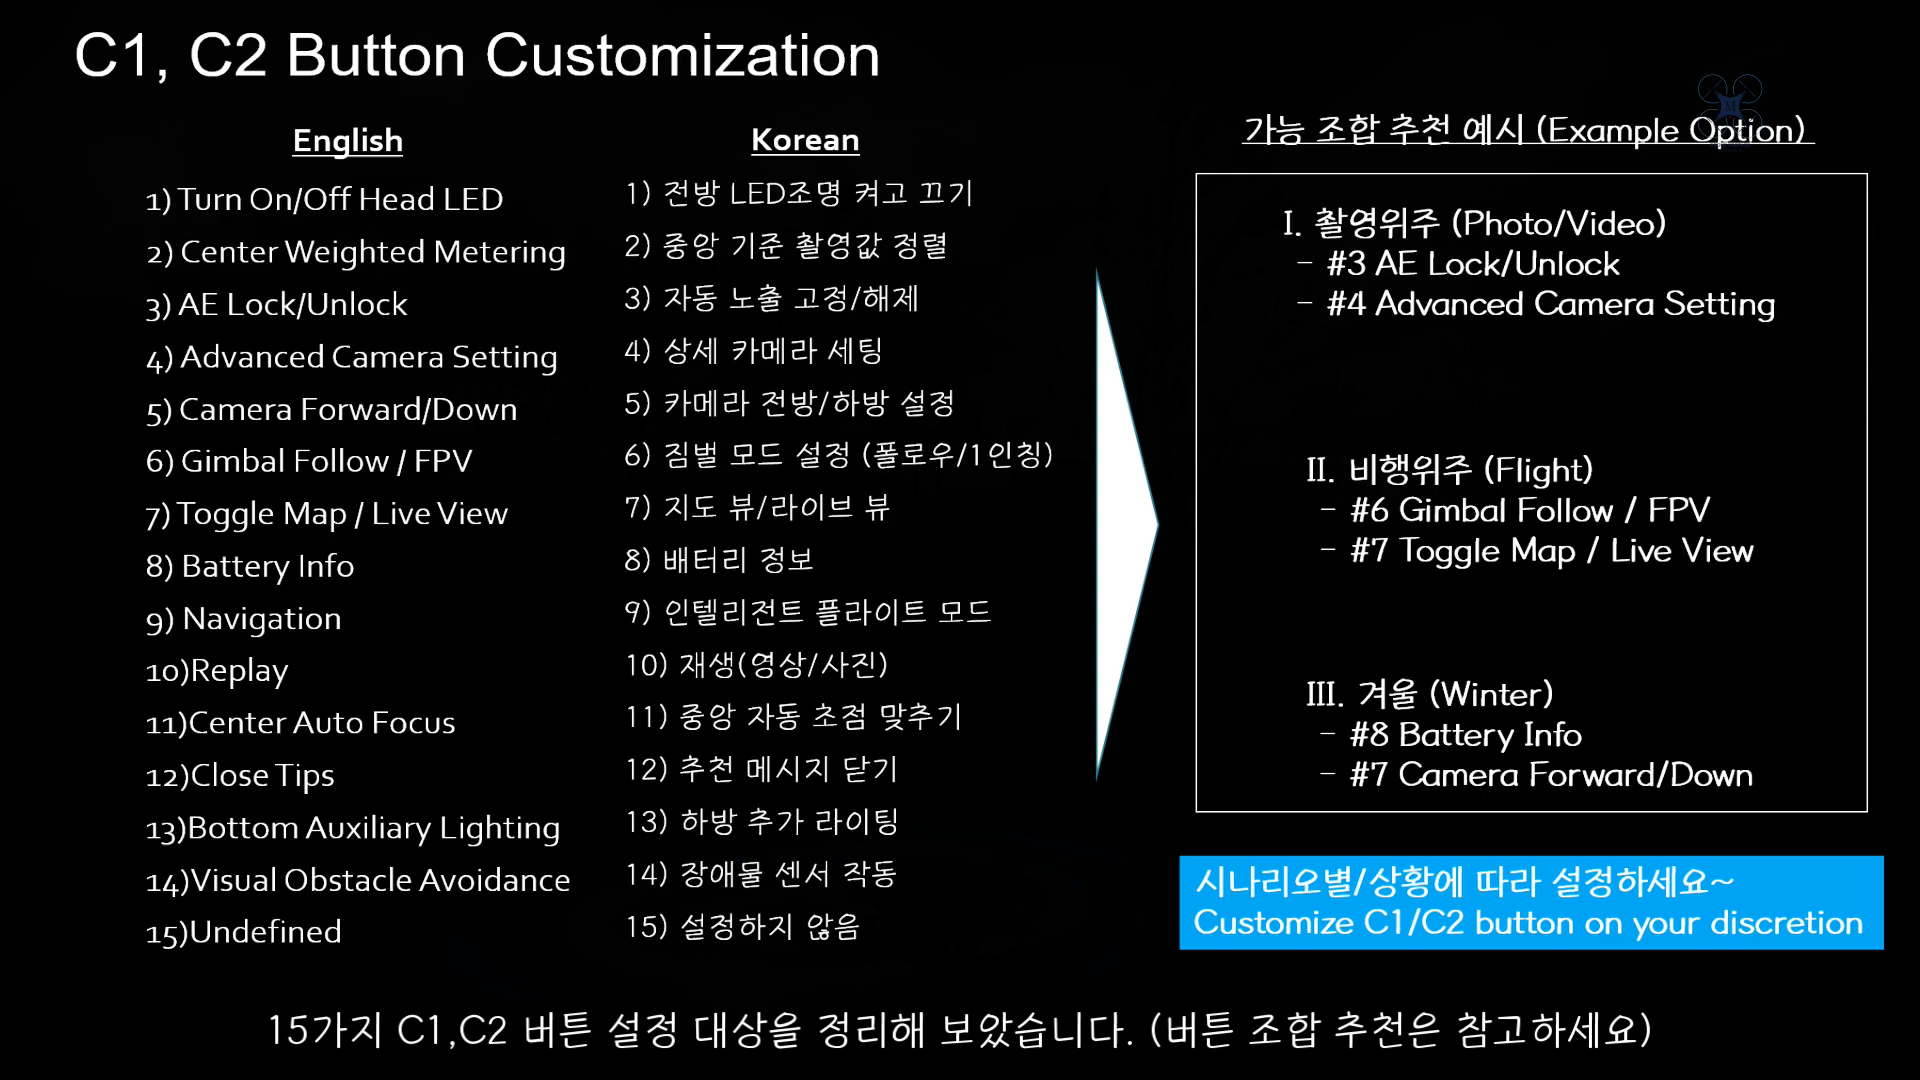 C1, C2 Button Customization
English
1) Turn On/Off Head LED
2) Center Weighted Metering
3) AE Lock/Unlock
4) Advanced Camera Setting
5) Camera Forward/Down
6) Gimbal Follow / FPV
7) Toggle Map / Live View
8) Battery Info
9) Navigation
10)Replay
11)Center Auto Focus
12)Close Tips
13)Bottom Auxiliary Lighting
14)Visual Obstacle Avoidance
15)Undefined
Korean
1) 전방 LED조명 켜고 끄기
2) 중앙 기준 촬영값 정렬
3) 자동 노출 고정/해제
4) 상세 카메라 세팅
5) 카메라 전방/하방 설정
6) 짐벌 모드 설정 (폴로우/1인칭)
7) 지도 뷰/라이브 뷰
8) 배터리 정보
9) 인텔리전트 플라이트 모드
10) 재생(영상/사진)
11) 중앙 자동 초점 맞추기
12) 추천 메시지 닫기
13) 하방 추가 라이팅
14) 장애물 센서 작동
15) 설정하지 않음
가능 조합 추천 예시 (Example Option)
I. 촬영위주 (Photo/Video)
- #3 AE Lock/Unlock
- #4 Advanced Camera Setting
II. 비행위주 (Flight)
- #6 Gimbal Follow / FPV
- #7 Toggle Map / Live View
III. 겨울 (Winter)
- #8 Battery Info
- #7 Camera Forward/Down
시나리오별/상황에 따라 설정하세요~
Customize C1/C2 button on your discretion
15가지 C1,C2 버튼 설정 대상을 정리해 보았습니다. (버튼 조합 추천은 참고하세요)